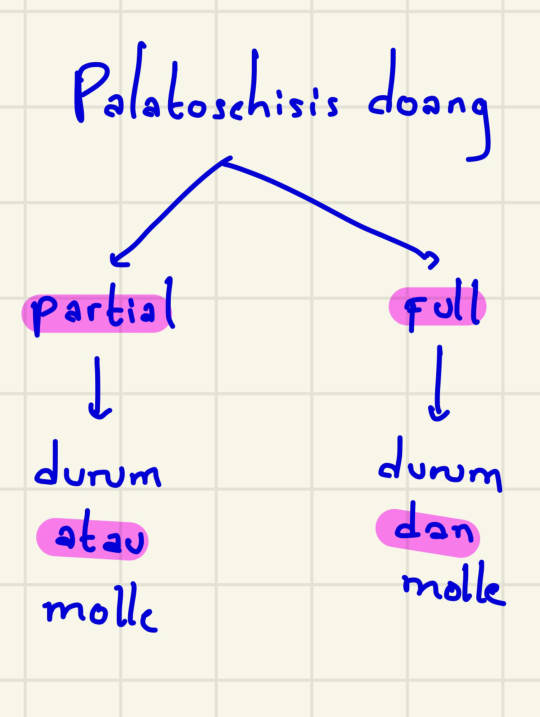 Palatoschisis doang
partial
full
durum
atau
molle
durum
dan
molle